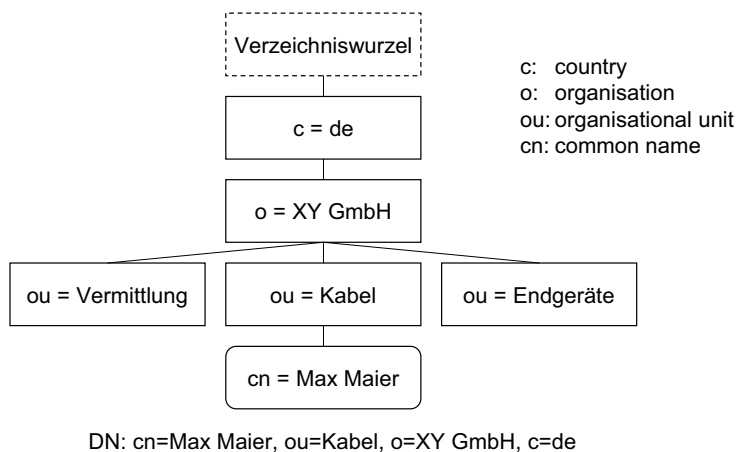 Verzeichniswurzel
c: country
o: organisation
ou: organisational unit
cn: common name
c = de
o = XY GmbH
ou = Vermittlung
ou = Kabel
ou = Endgeräte
cn = Max Maier
DN: cn=Max Maier, ou=Kabel, o=XY GmbH, c=de